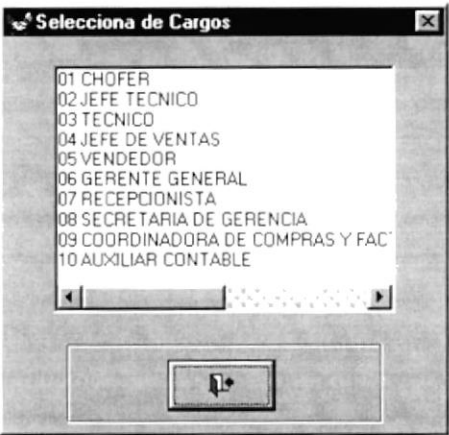 Selecciona de Cargos
01 CHOFER
02 JEFE TECNICO
03 TECNICO
04 JEFE DE VENTAS
05 VENDEDOR
06 GERENTE GENERAL
07 RECEPCIONISTA
08 SECRETARIA DE GERENCIA
09 COORDINADORA DE COMPRAS Y FAC
10 AUXILIAR CONTABLE